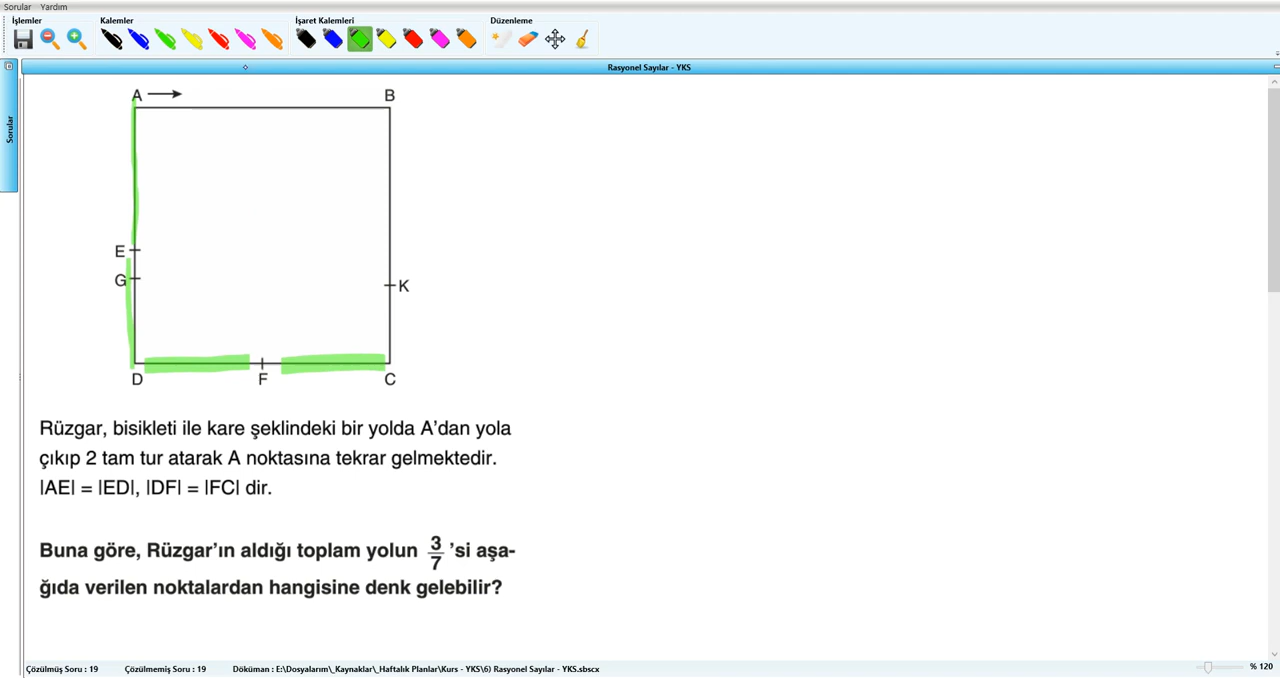 Sorular Yardım
İşlemler Kalemler İşaret Kalemleri Düzenleme
Rasyonel Sayılar - YKS
Sorular
A B
E
G K
D F C
Rüzgar, bisikleti ile kare şeklindeki bir yolda A’dan yola
çıkıp 2 tam tur atarak A noktasına tekrar gelmektedir.
|AE| = |ED|, |DF| = |FC| dir.
Buna göre, Rüzgar’ın aldığı toplam yolun 3/7 ’si aşa-
ğıda verilen noktalardan hangisine denk gelebilir?
Çözülmüş Soru : 19 Çözülmemiş Soru : 19 Döküman : E:\Dosyalarım\_Kaynaklar\_Haftalık Planlar\Kurs - YKS\6) Rasyonel Sayılar - YKS.sbscx % 120